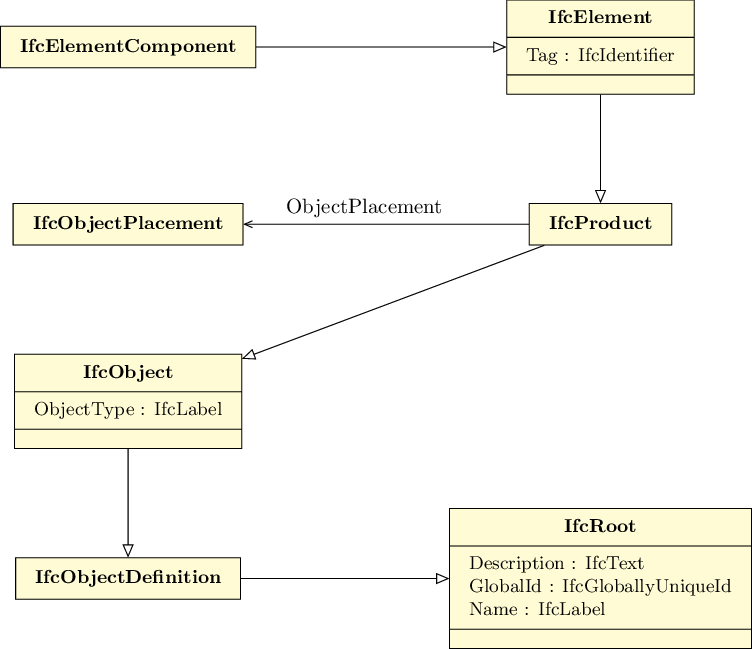 IfcElementComponent
IfcElement
Tag : IfcIdentifier
IfcObjectPlacement
ObjectPlacement
IfcProduct
IfcObject
ObjectType : IfcLabel
IfcObjectDefinition
IfcRoot
Description : IfcText
GlobalId : IfcGloballyUniqueId
Name : IfcLabel